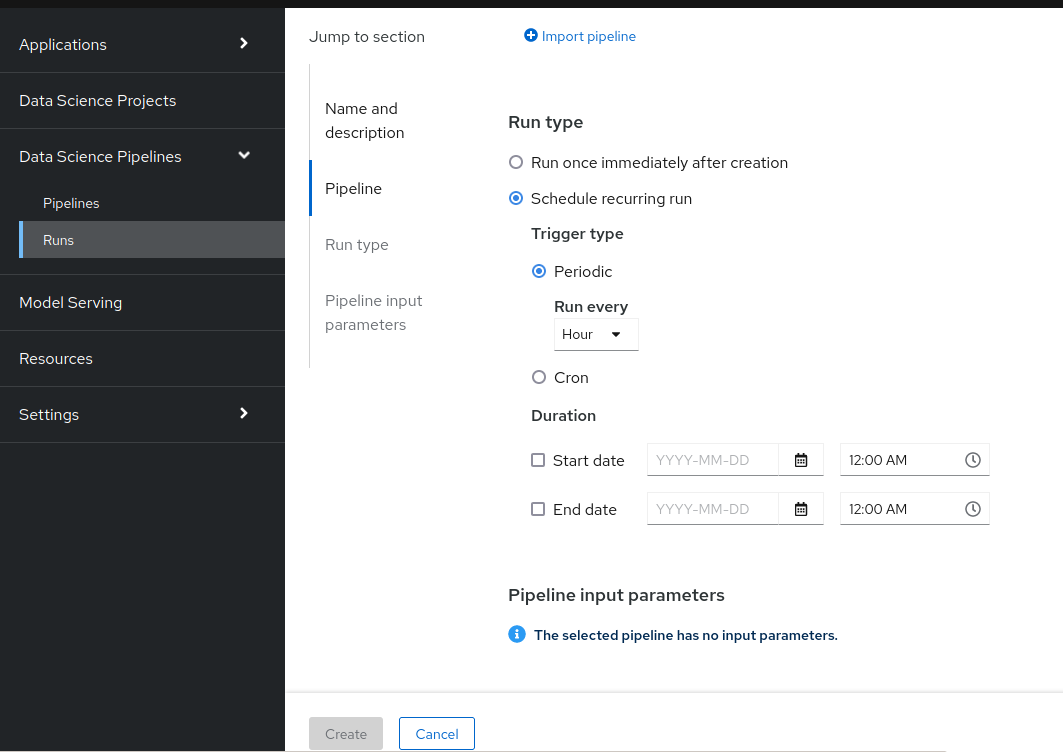 Applications
Data Science Projects
Data Science Pipelines
Pipelines
Runs
Model Serving
Resources
Settings
Jump to section
Name and
description
Pipeline
Run type
Pipeline input
parameters
Import pipeline
Run type
Run once immediately after creation
Schedule recurring run
Trigger type
Periodic
Run every
Hour
Cron
Duration
Start date YYYY-MM-DD 12:00 AM
End date YYYY-MM-DD 12:00 AM
Pipeline input parameters
The selected pipeline has no input parameters.
Create Cancel